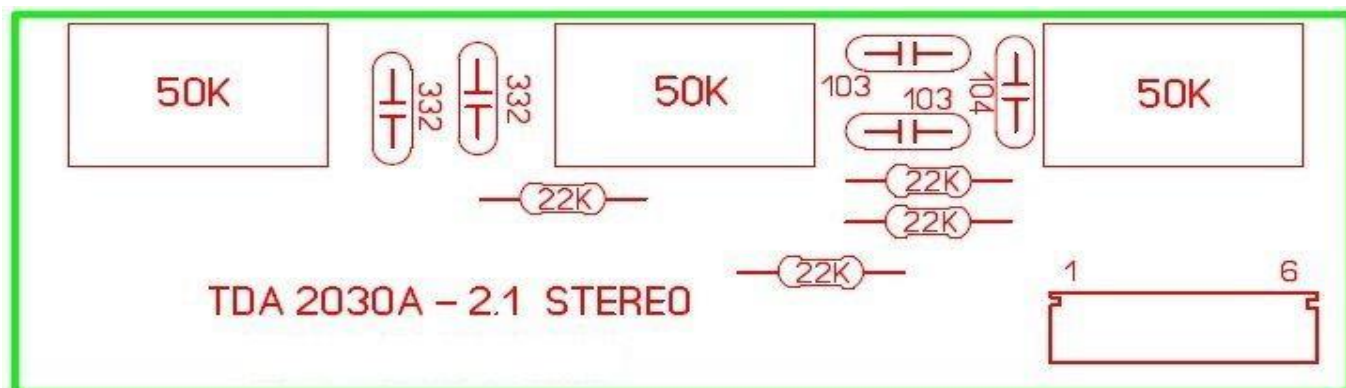 50K 332 332 50K 103 103 104 50K
22K 22K
22K
22K
1 6
TDA 2030A – 2.1 STEREO